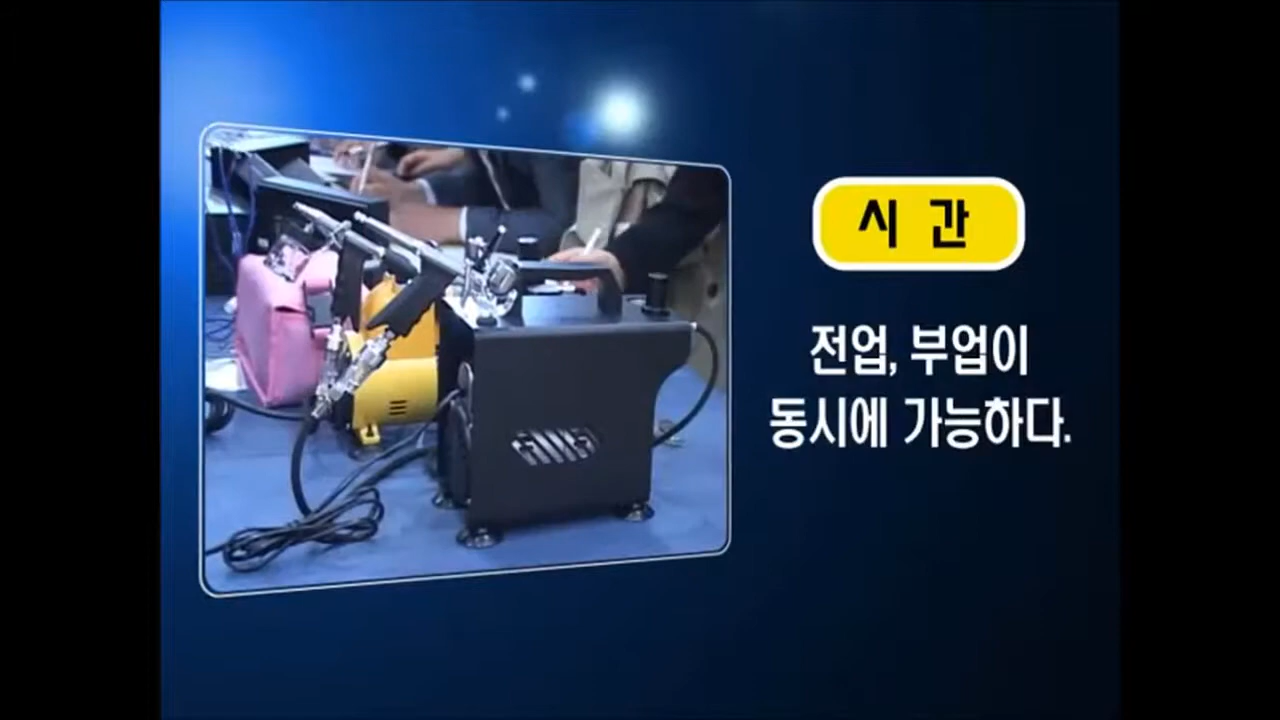 시 간
전업, 부업이
동시에 가능하다.